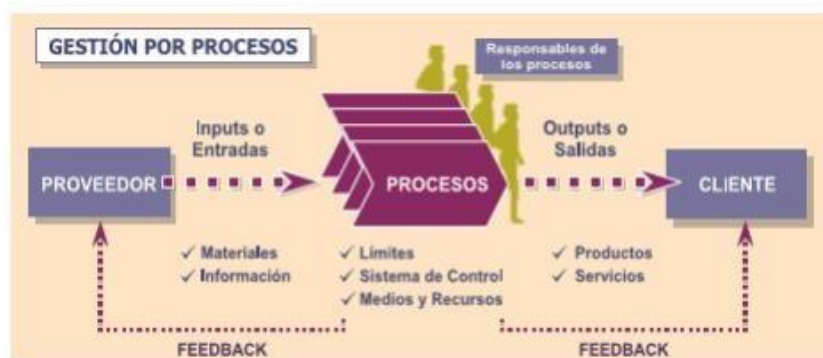 GESTIÓN POR PROCESOS
Responsables de
los procesos
Inputs o
Entradas
Outputs o
Salidas
PROVEEDOR
PROCESOS
CLIENTE
✓ Materiales
✓ Información
✓ Limites
✓ Sistema de Control
✓ Medios y Recursos
✓ Productos
✓ Servicios
FEEDBACK
FEEDBACK